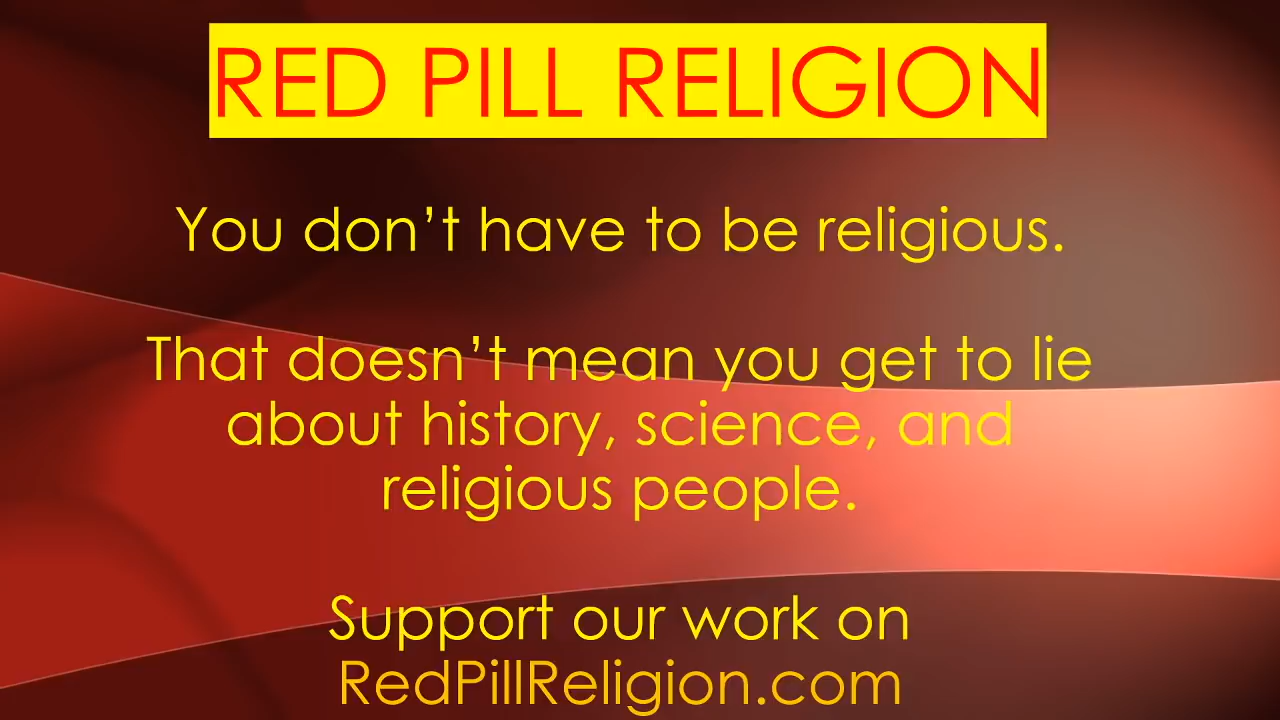 RED PILL RELIGION
You don’t have to be religious.
That doesn’t mean you get to lie
about history, science, and
religious people.
Support our work on
RedPillReligion.com